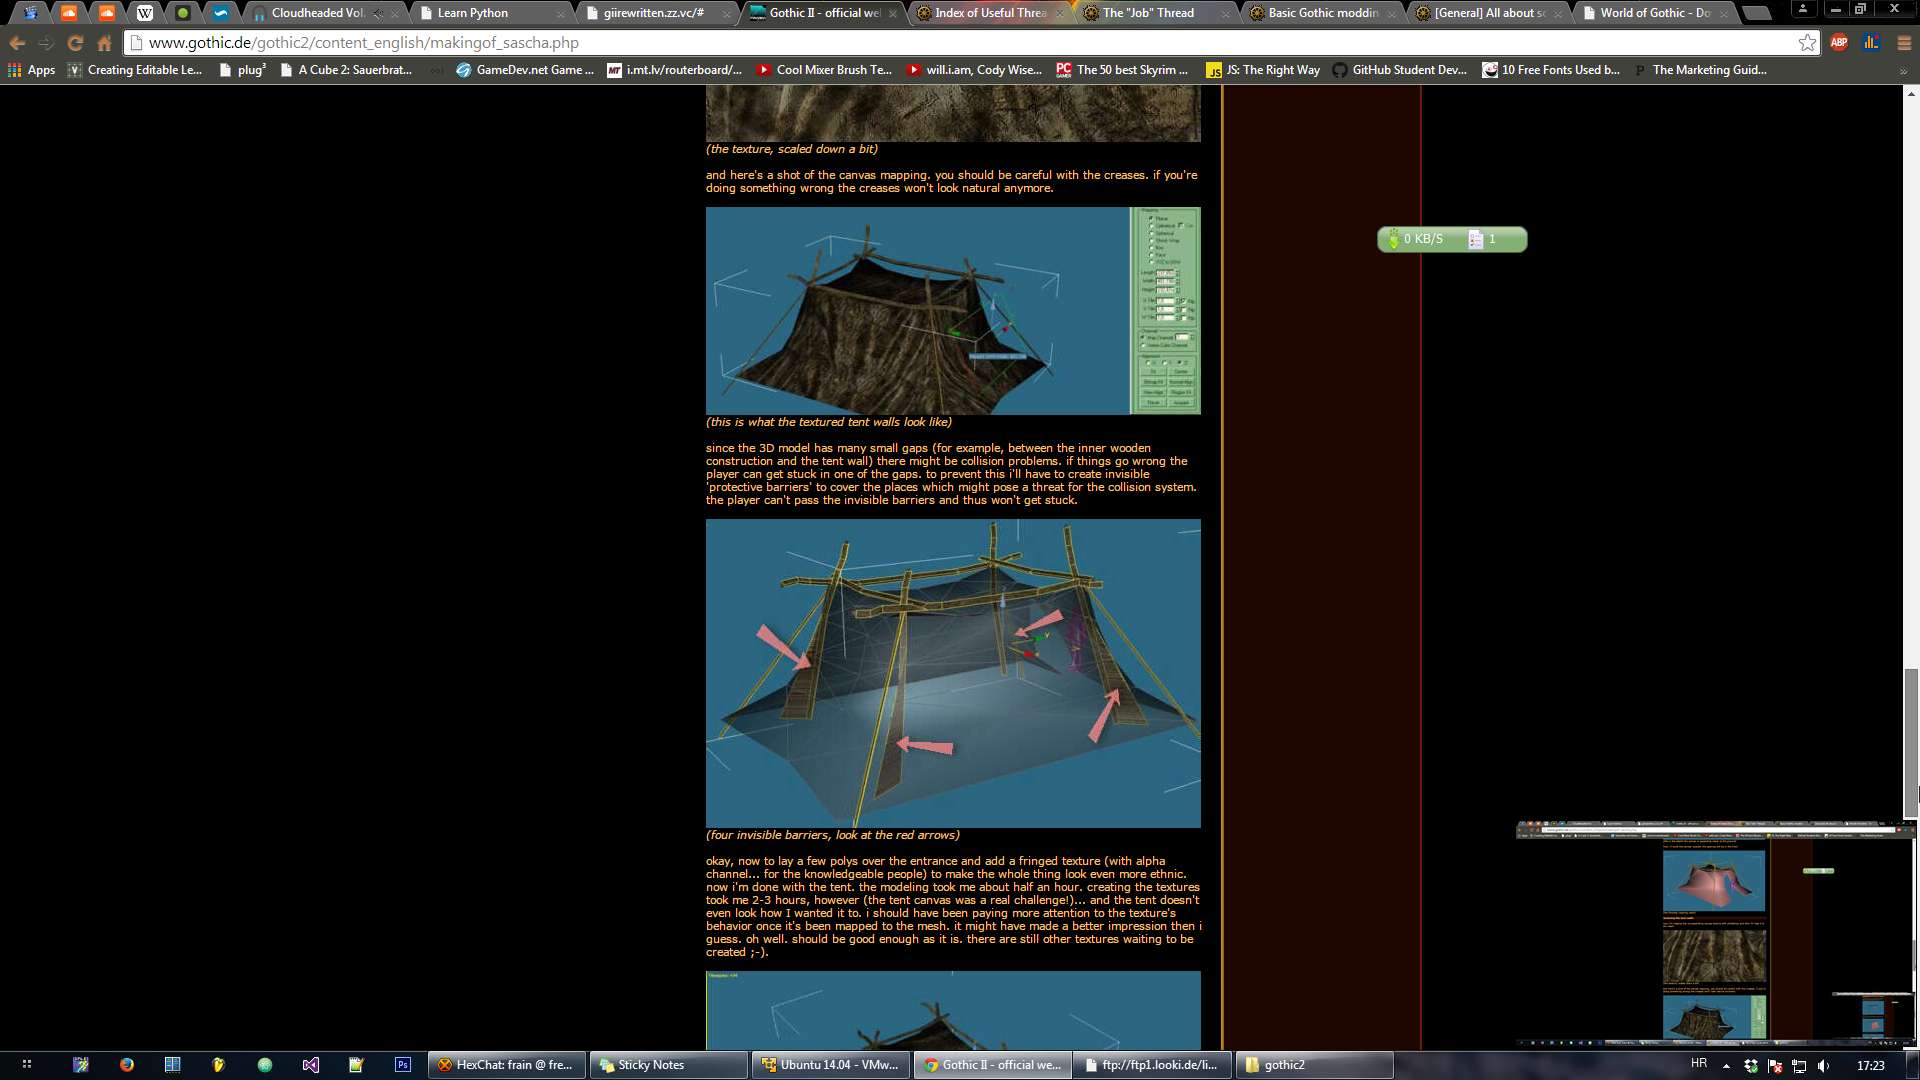 Cloudheaded Vol.
Learn Python
giirewritten.zz.vc/#
Gothic II - official wel
Index of Useful Threa
The "Job" Thread
Basic Gothic moddin
[General] All about sc
World of Gothic - Do
www.gothic.de/gothic2/content_english/makingof_sascha.php
ABP
Apps
Creating Editable Le...
plug³
A Cube 2: Sauerbrat...
GameDev.net Game ...
i.mt.lv/routerboard/...
Cool Mixer Brush Te...
will.i.am, Cody Wise...
The 50 best Skyrim ...
JS: The Right Way
GitHub Student Dev...
10 Free Fonts Used b...
The Marketing Guid...
(the texture, scaled down a bit)
and here's a shot of the canvas mapping. you should be careful with the creases. if you're
doing something wrong the creases won't look natural anymore.
0 KB/S 1
(this is what the textured tent walls look like)
since the 3D model has many small gaps (for example, between the inner wooden
construction and the tent wall) there might be collision problems. if things go wrong the
player can get stuck in one of the gaps. to prevent this i'll have to create invisible
'protective barriers' to cover the places which might pose a threat for the collision system.
the player can't pass the invisible barriers and thus won't get stuck.
(four invisible barriers, look at the red arrows)
okay, now to lay a few polys over the entrance and add a fringed texture (with alpha
channel... for the knowledgeable people) to make the whole thing look even more ethnic.
now i'm done with the tent. the modeling took me about half an hour. creating the textures
took me 2-3 hours, however (the tent canvas was a real challenge!)... and the tent doesn't
even look how I wanted it to. i should have been paying more attention to the texture's
behavior once it's been mapped to the mesh. it might have made a better impression then i
guess. oh well. should be good enough as it is. there are still other textures waiting to be
created ;-).
HexChat: frain @ fre...
Sticky Notes
Ubuntu 14.04 - VMw...
Gothic II - official we...
ftp://ftp1.looki.de/li...
gothic2
HR
17:23